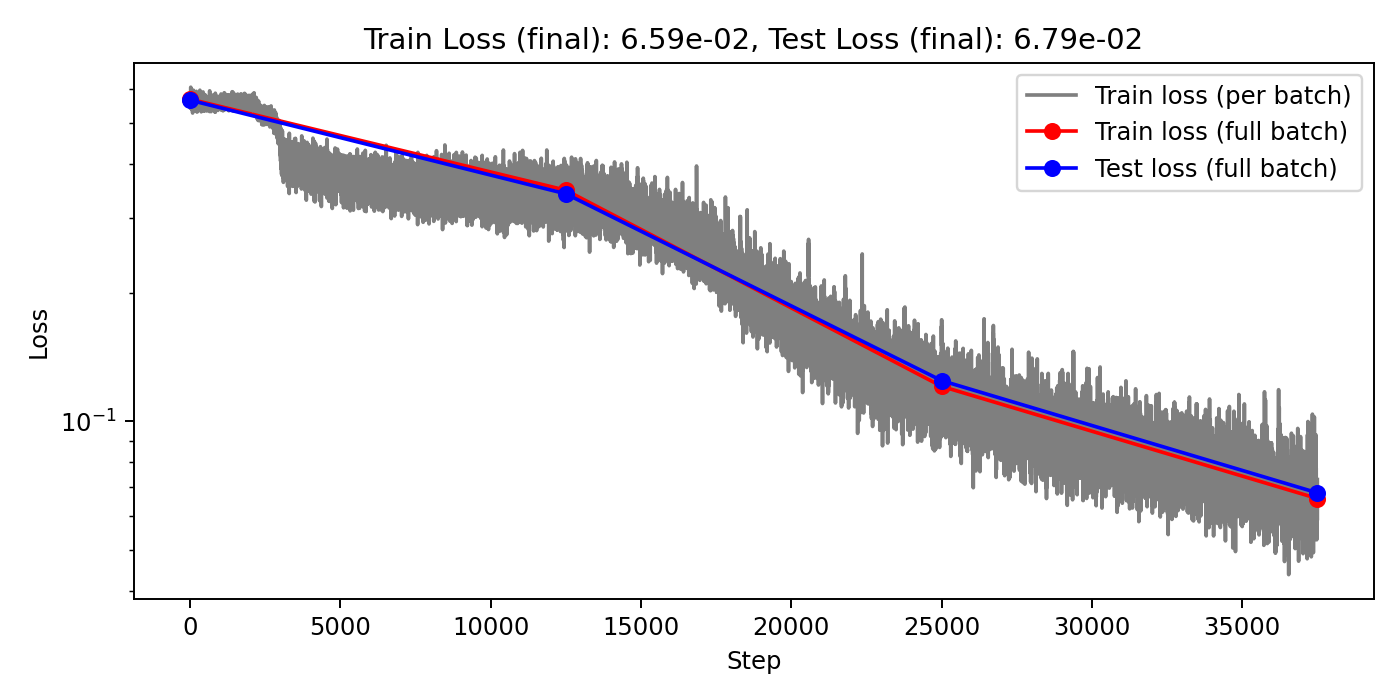 Train Loss (final): 6.59e-02, Test Loss (final): 6.79e-02
Train loss (per batch)
Train loss (full batch)
Test loss (full batch)
Loss
10⁻¹
0 5000 10000 15000 20000 25000 30000 35000
Step